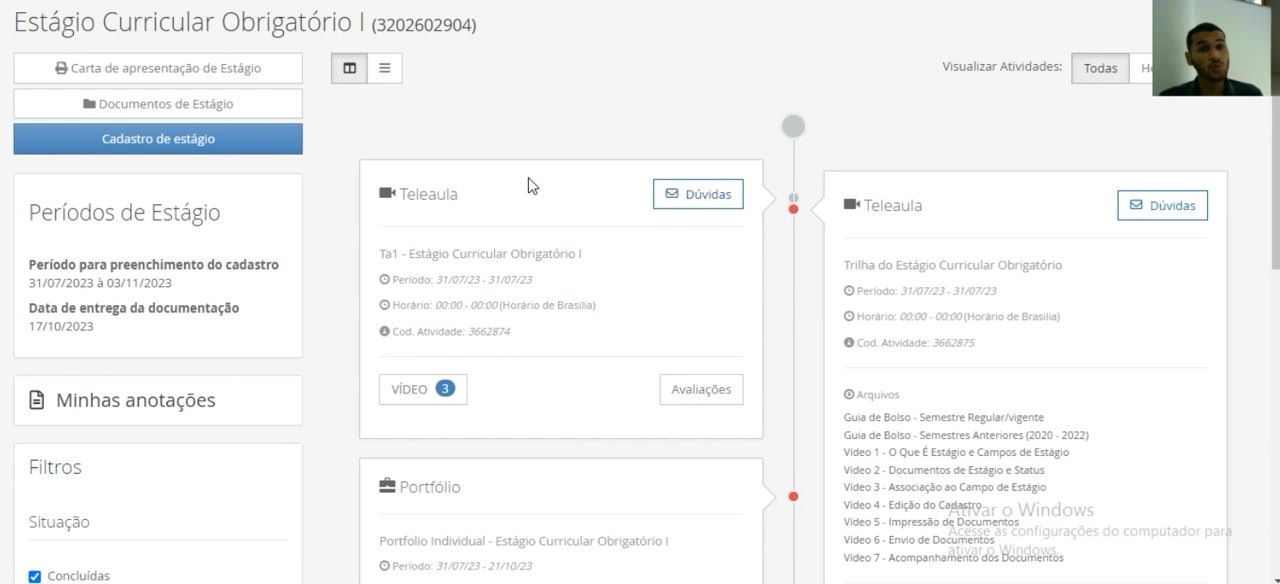 Estágio Curricular Obrigatório I (3202602904)
Carta de apresentação de Estágio
Documentos de Estágio
Cadastro de estágio
Visualizar Atividades: Todas
Períodos de Estágio
Período para preenchimento do cadastro
31/07/2023 à 03/11/2023
Data de entrega da documentação
17/10/2023
Minhas anotações
Filtros
Situação
Concluídas
Teleaula
Dúvidas
Ta1 - Estágio Curricular Obrigatório I
Período: 31/07/23 - 31/07/23
Horário: 00:00 - 00:00 (Horário de Brasilia)
Cod. Atividade: 3662874
VÍDEO 3
Avaliações
Portfólio
Portfolio Individual - Estágio Curricular Obrigatório I
Período: 31/07/23 - 21/10/23
Teleaula
Dúvidas
Trilha do Estágio Curricular Obrigatório
Período: 31/07/23 - 31/07/23
Horário: 00:00 - 00:00 (Horário de Brasilia)
Cod. Atividade: 3662875
Arquivos
Guia de Bolso - Semestre Regular/vigente
Guia de Bolso - Semestres Anteriores (2020 - 2022)
Vídeo 1 - O Que É Estágio e Campos de Estágio
Vídeo 2 - Documentos de Estágio e Status
Vídeo 3 - Associação ao Campo de Estágio
Vídeo 4 - Edição do Cadastro
Vídeo 5 - Impressão de Documentos
Vídeo 6 - Envio de Documentos
Vídeo 7 - Acompanhamento dos Documentos
Ativar o Windows
Acesse as configurações do computador para
ativar o Windows.